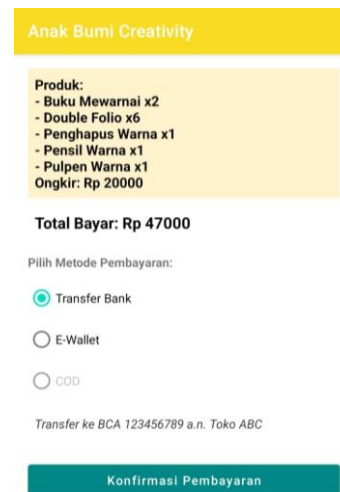 Anak Bumi Creativity
Produk:
- Buku Mewarnai x2
- Double Folio x6
- Penghapus Warna x1
- Pensil Warna x1
- Pulpen Warna x1
Ongkir: Rp 20000
Total Bayar: Rp 47000
Pilih Metode Pembayaran:
Transfer Bank
E-Wallet
COD
Transfer ke BCA 123456789 a.n. Toko ABC
Konfirmasi Pembayaran